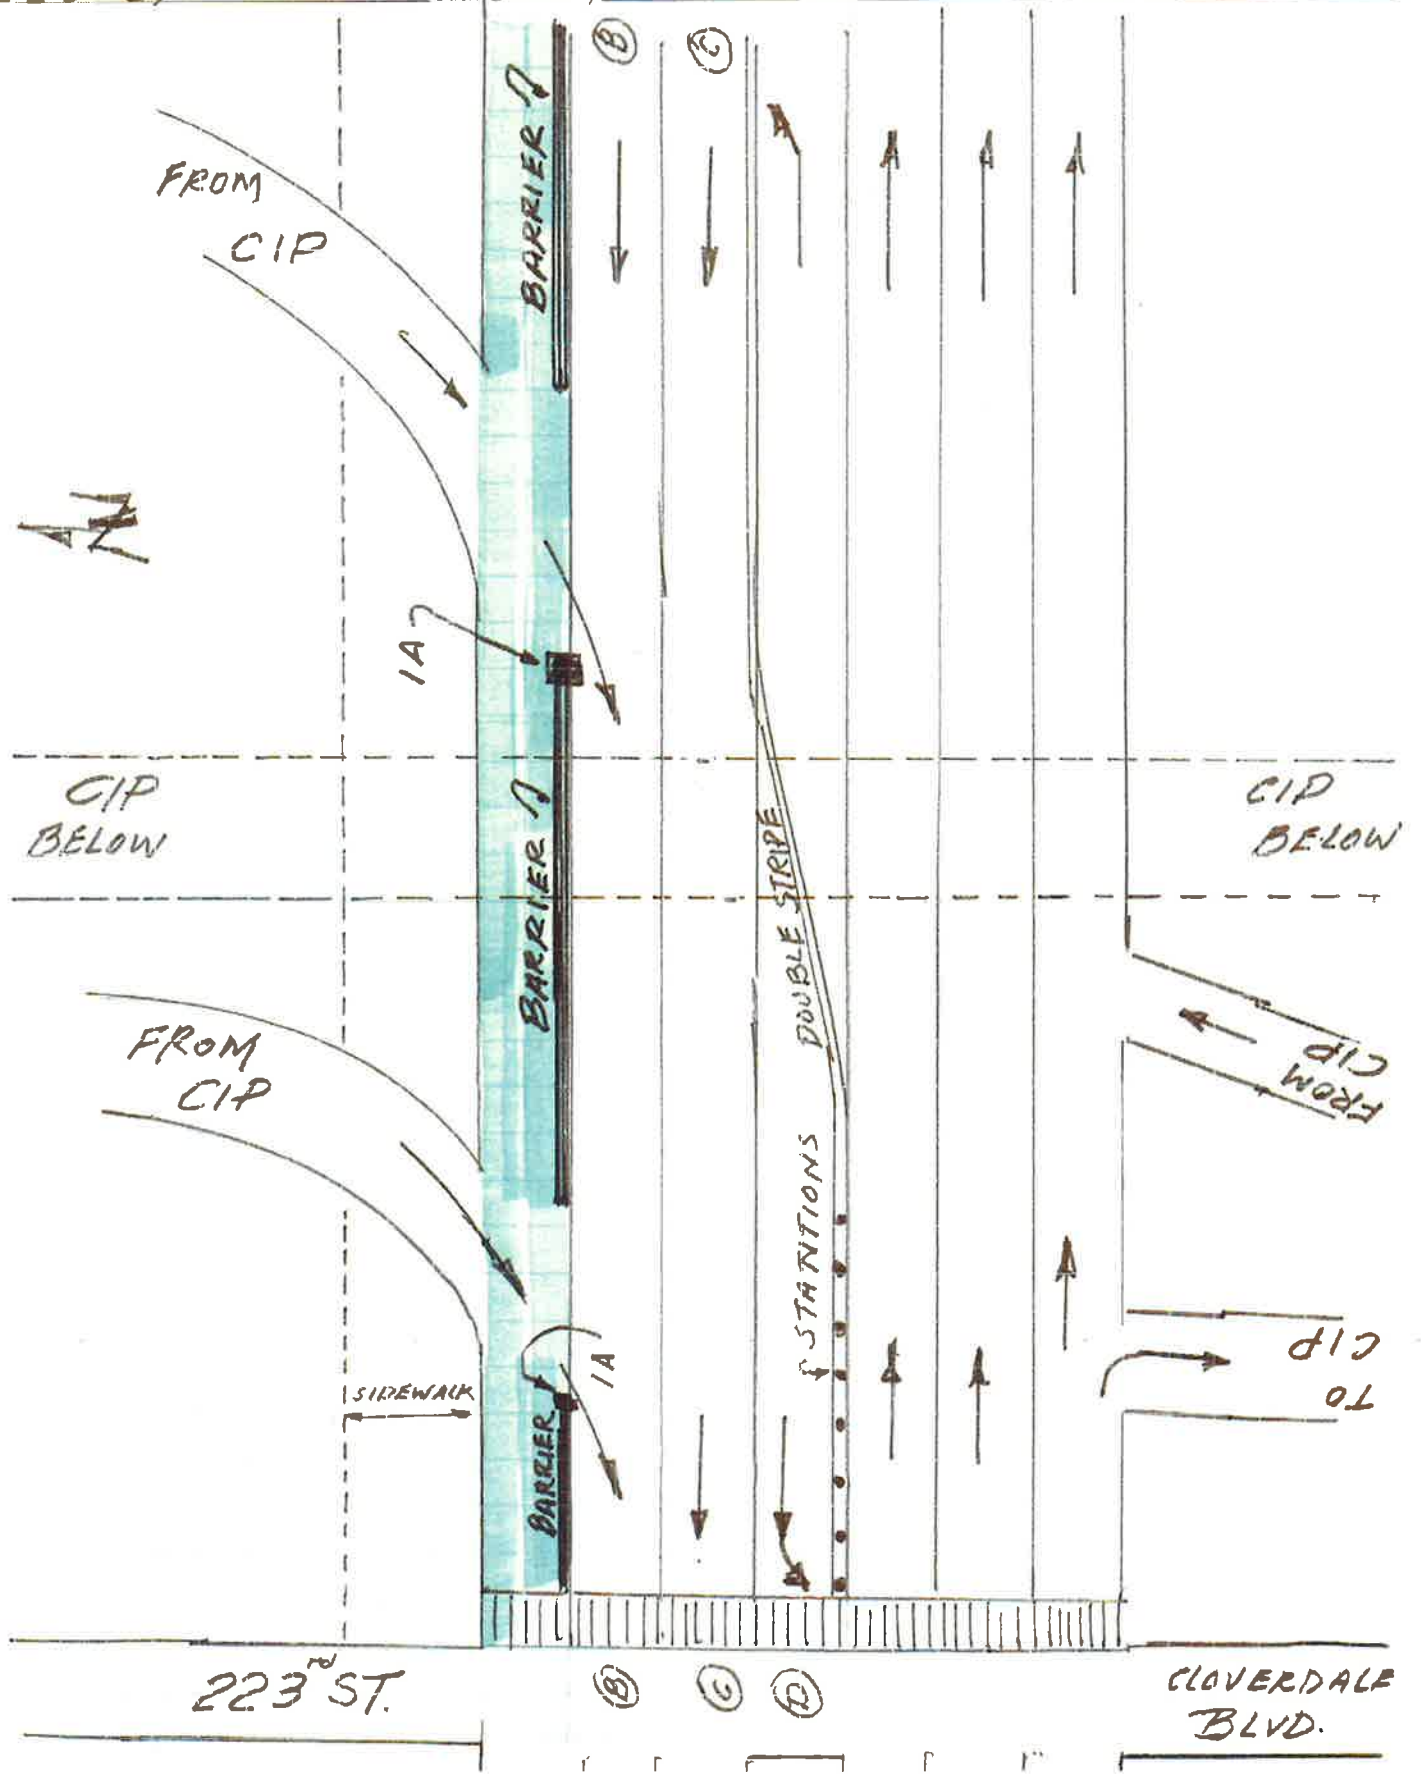 B
C
BARRIER
FROM
CIP
N
1A
CIP
BELOW
CIP
BELOW
BARRIER
DOUBLE STRIPE
FROM
CIP
FROM
CIP
STANTIONS
1A
TO
CIP
SIDEWALK
BARRIER
223rd ST.
B
C
D
CLOVERDALE
BLVD.